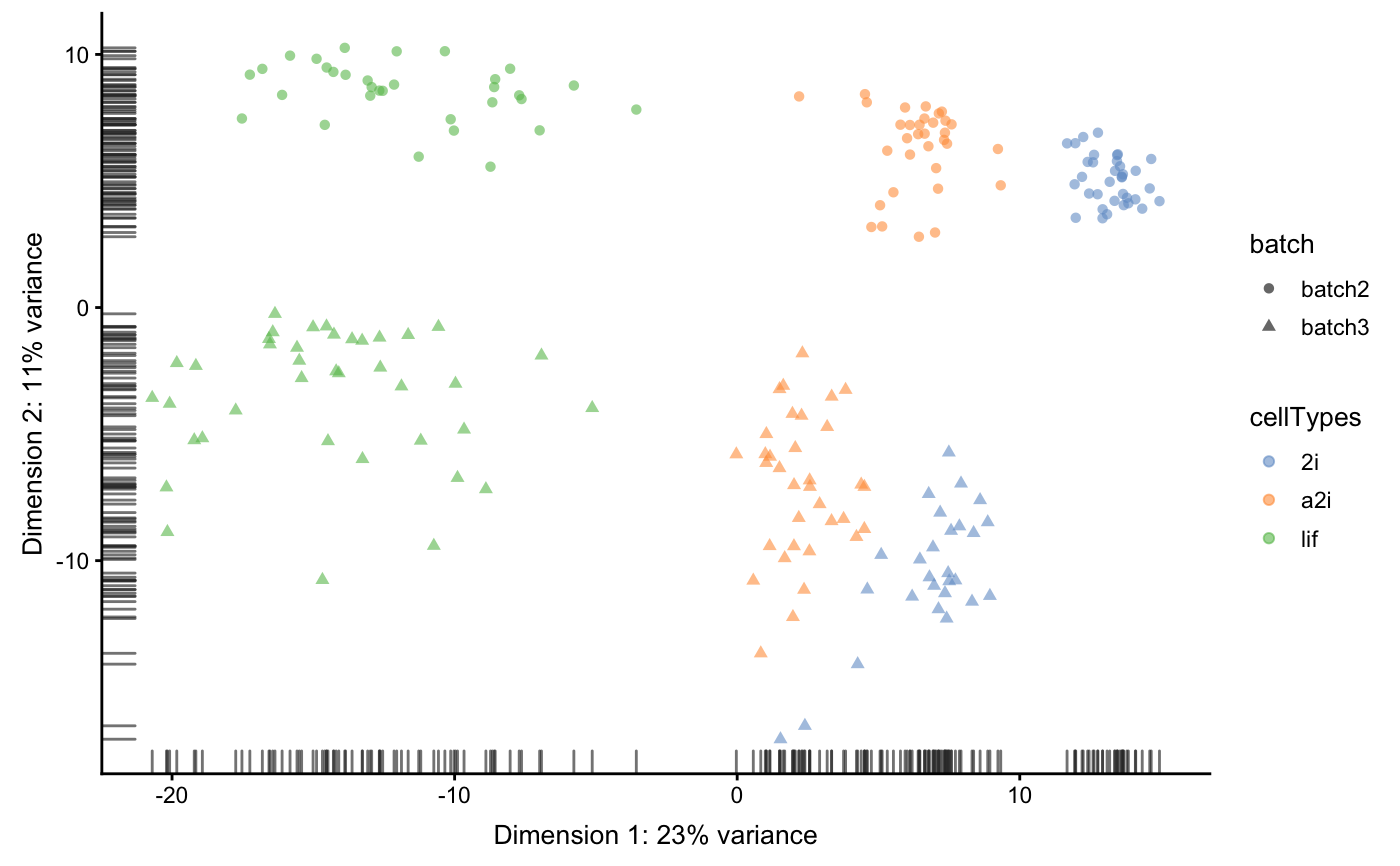 10
0
-10
Dimension 2: 11% variance
-20
-10
0
10
Dimension 1: 23% variance
batch
batch2
batch3
cellTypes
2i
a2i
lif